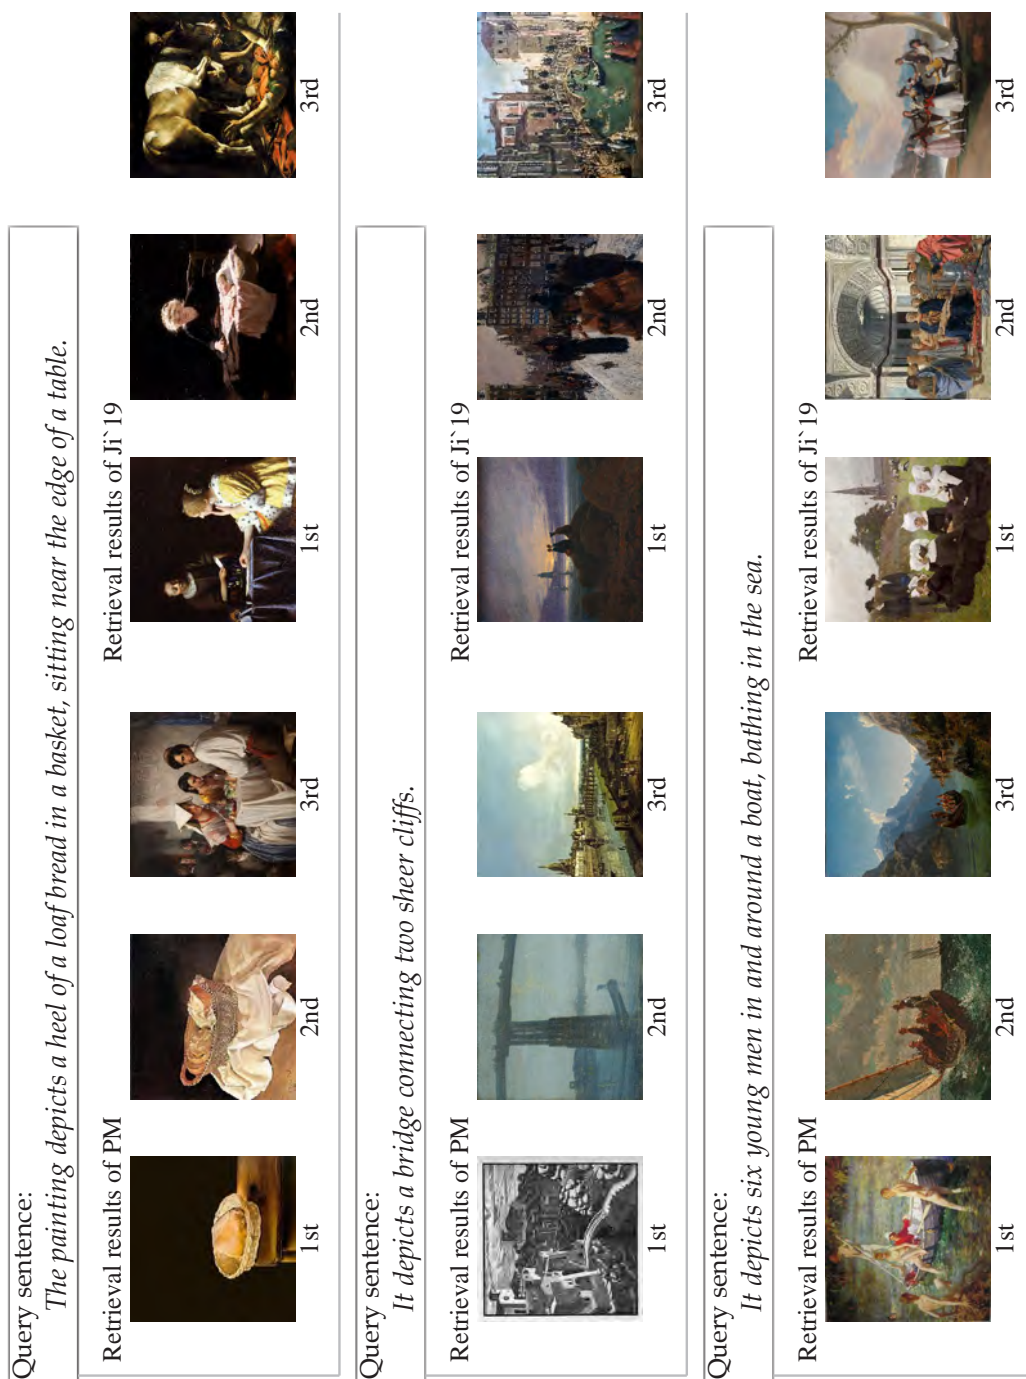 Query sentence:
The painting depicts a heel of a loaf bread in a basket, sitting near the edge of a table.
Retrieval results of PM
Retrieval results of Ji`19
1st
2nd
3rd
1st
2nd
3rd
Query sentence:
It depicts a bridge connecting two sheer cliffs.
Retrieval results of PM
Retrieval results of Ji`19
1st
2nd
3rd
1st
2nd
3rd
Query sentence:
It depicts six young men in and around a boat, bathing in the sea.
Retrieval results of PM
Retrieval results of Ji`19
1st
2nd
3rd
1st
2nd
3rd